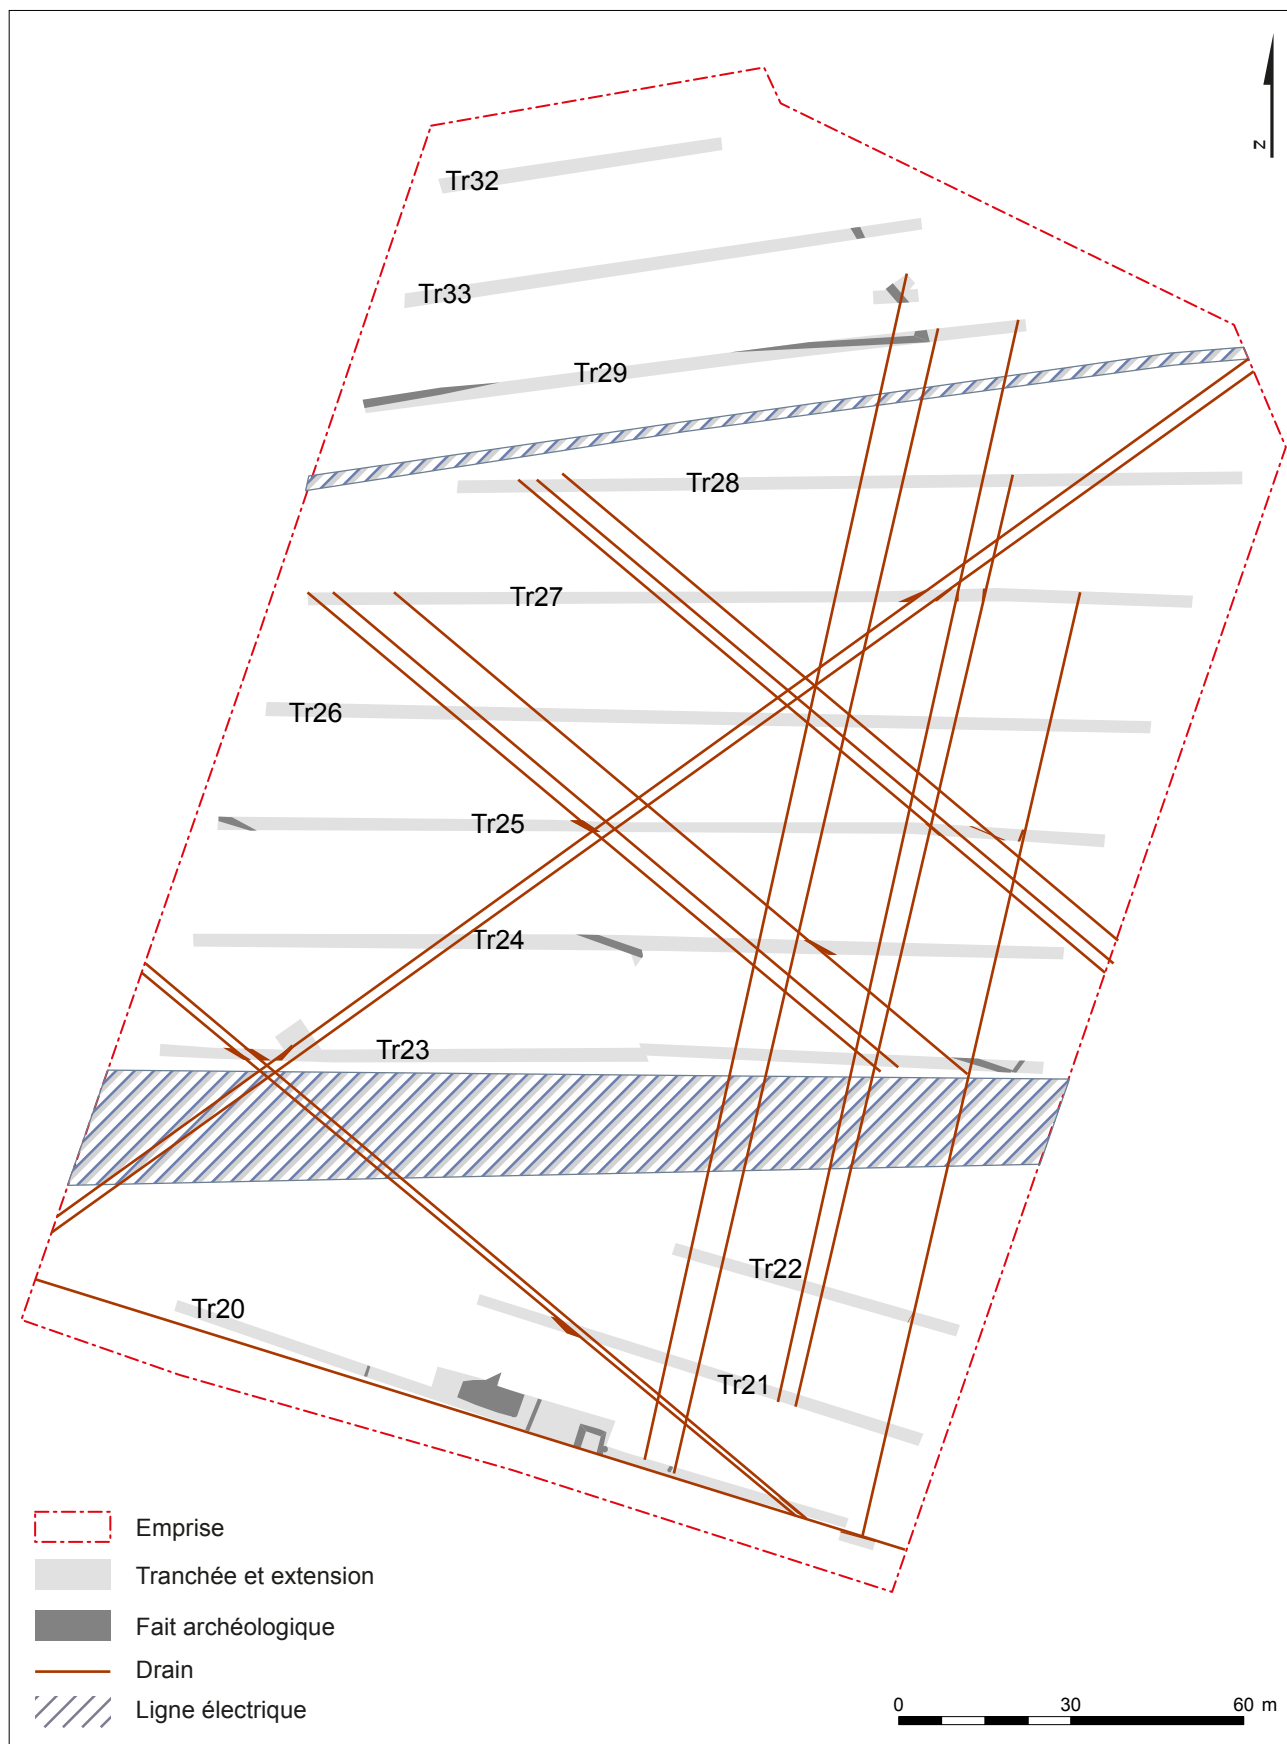 N
Tr32
Tr33
Tr29
Tr28
Tr27
Tr26
Tr25
Tr24
Tr23
Tr22
Tr20
Tr21
Emprise
Tranchée et extension
Fait archéologique
Drain
Ligne électrique
0 30 60 m